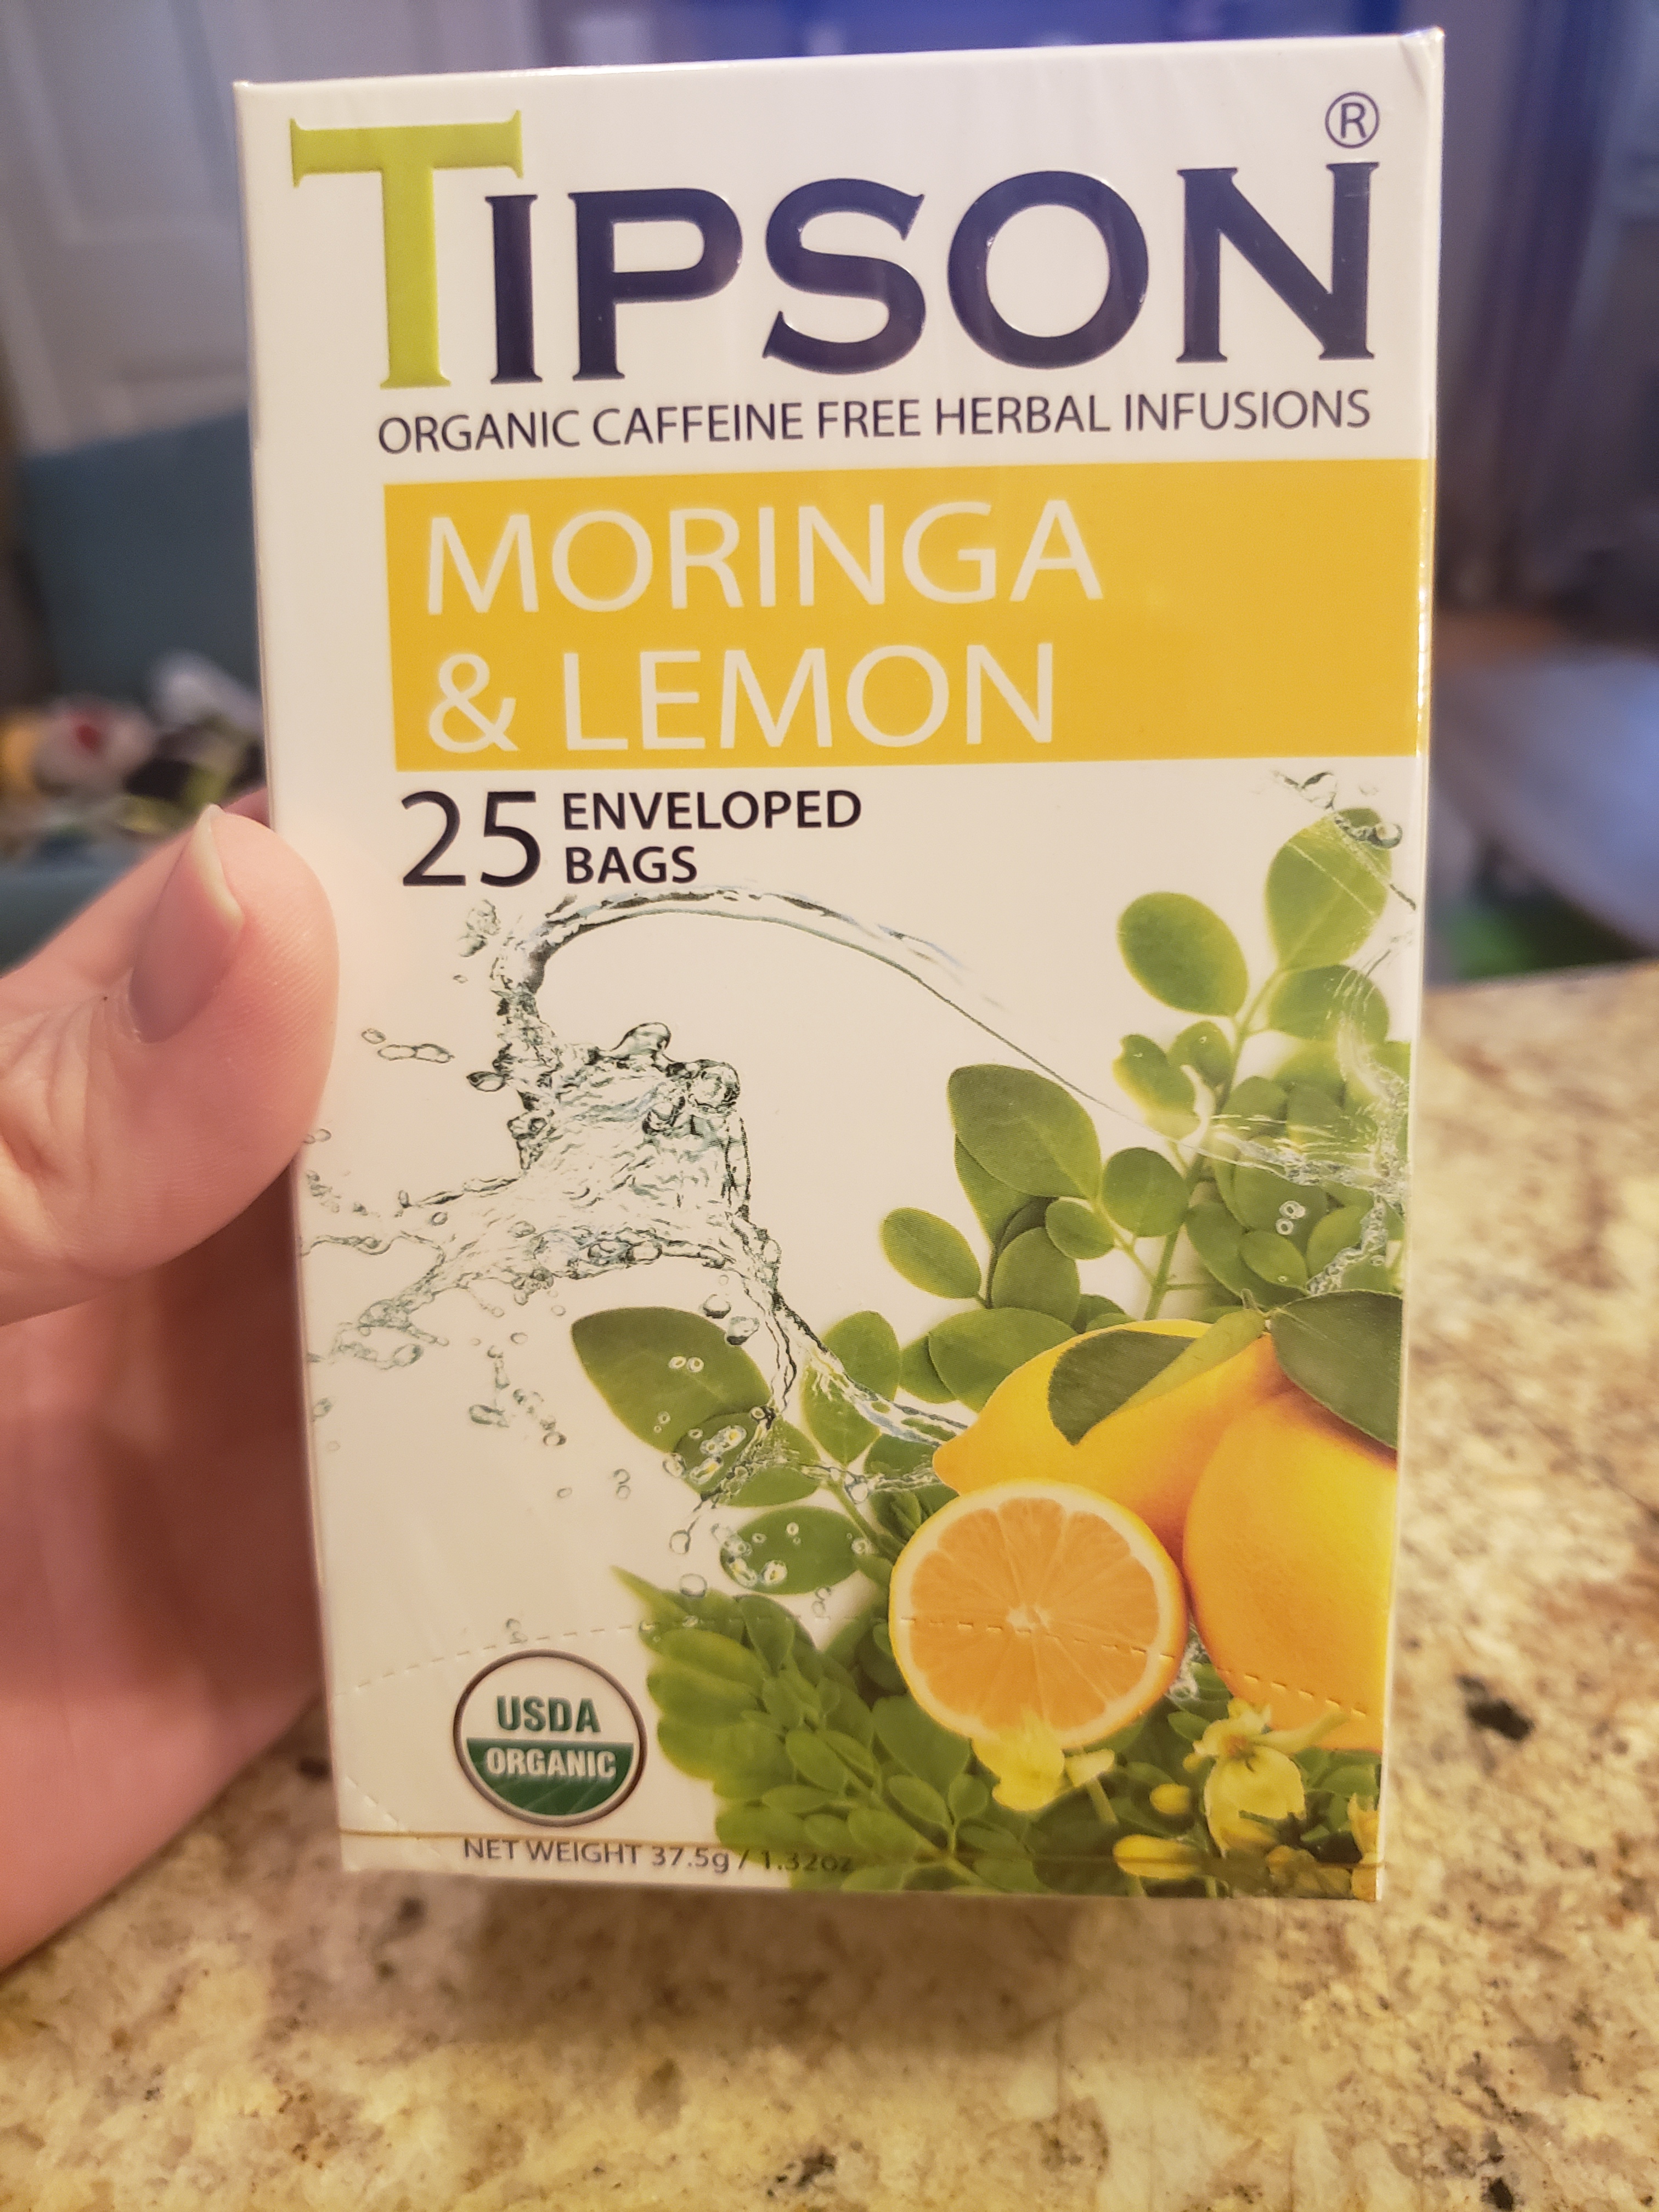 TIPSON®
ORGANIC CAFFEINE FREE HERBAL INFUSIONS
MORINGA
& LEMON
25 ENVELOPED
BAGS
USDA
ORGANIC
NET WEIGHT 37.5g / 1.32oz